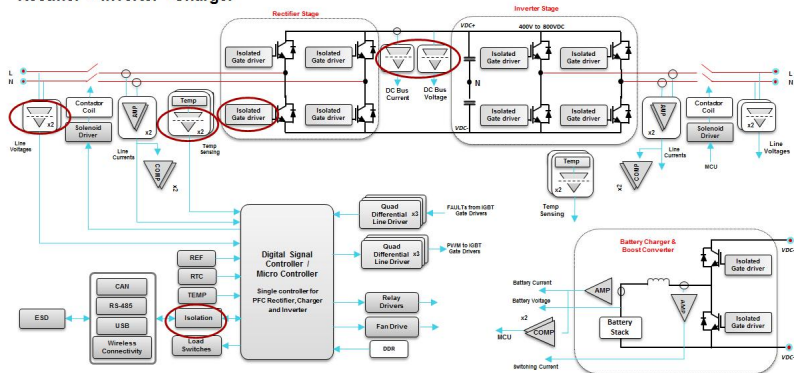 Rectifier Stage
Inverter Stage
VDC+
400V to 800VDC
Isolated
Gate driver
Isolated
Gate driver
Isolated
Gate driver
Isolated
Gate driver
L
N
L
N
DC Bus
Current
DC Bus
Voltage
N
Temp
x2
x2
AMP
x2
Contador
Coil
Solenoid
Driver
Isolated
Gate driver
Isolated
Gate driver
Isolated
Gate driver
Isolated
Gate driver
VDC-
AMP
x2
Contador
Coil
Solenoid
Driver
x2
Line
Voltages
Line
Currents
Temp
Sensing
COMP
x2
Line
Currents
MCU
Line
Voltages
COMP
x2
Temp
x2
Temp
Sensing
Quad
Differential
Line Driver
x3
FAULTs from IGBT
Gate Drivers
Quad
Differential
Line Driver
x3
PWM to IGBT
Gate Drivers
Digital Signal
Controller /
Micro Controller
Single controller for
PFC Rectifier, Charger
and Inverter
REF
RTC
TEMP
Isolation
Load
Switches
CAN
RS-485
USB
Wireless
Connectivity
ESD
Relay
Drivers
Fan Drive
DDR
Battery Charger &
Boost Converter
VDC+
Isolated
Gate driver
Battery Current
AMP
Battery Voltage
AMP
x2
COMP
MCU
Battery
Stack
Isolated
Gate driver
Switching Current
VDC-